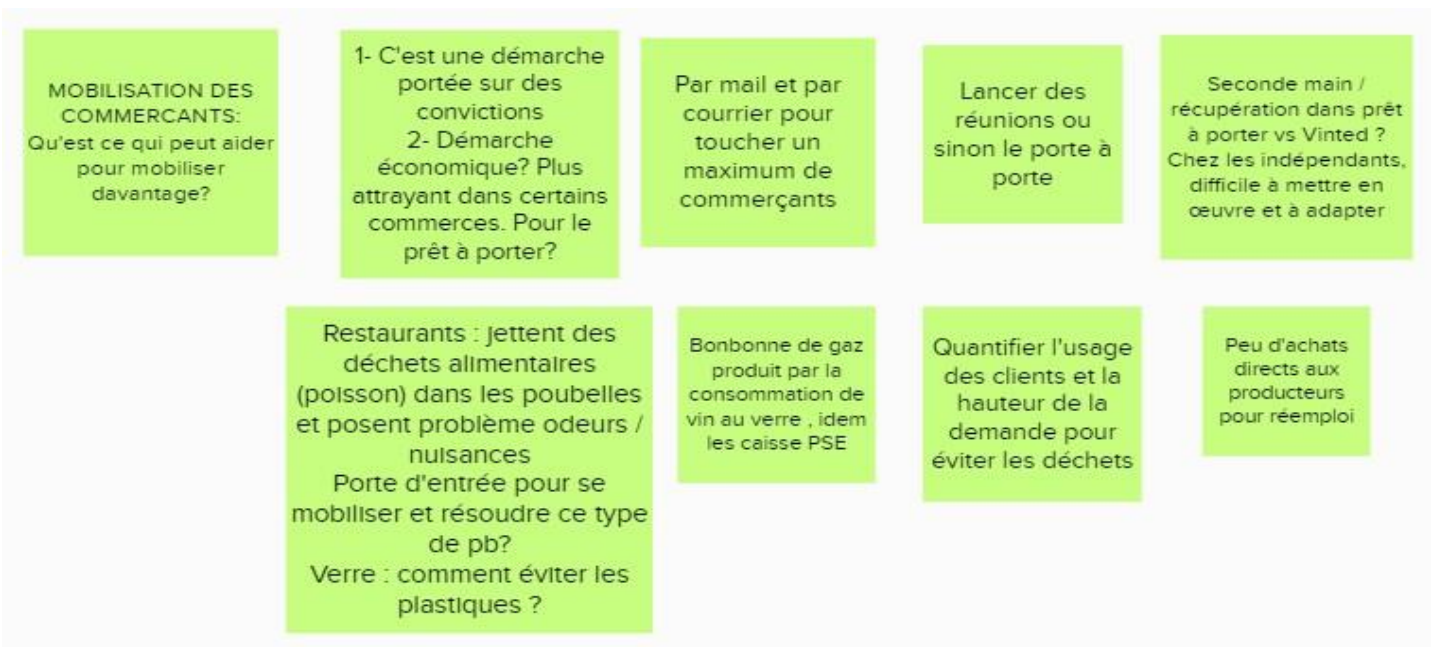 MOBILISATION DES
COMMERCANTS:
Qu'est ce qui peut aider
pour mobiliser
davantage?
1- C'est une démarche
portée sur des
convictions
2- Démarche
économique? Plus
attrayant dans certains
commerces. Pour le
prêt à porter?
Par mail et par
courrier pour
toucher un
maximum de
commerçants
Lancer des
réunions ou
sinon le porte à
porte
Seconde main /
récupération dans prêt
à porter vs Vinted ?
Chez les indépendants,
difficile à mettre en
œuvre et à adapter
Restaurants : jettent des
déchets alimentaires
(poisson) dans les poubelles
et posent problème odeurs /
nuisances
Porte d'entrée pour se
mobiliser et résoudre ce type
de pb?
Verre : comment éviter les
plastiques ?
Bonbonne de gaz
produit par la
consommation de
vin au verre , idem
les caisse PSE
Quantifier l'usage
des clients et la
hauteur de la
demande pour
éviter les déchets
Peu d'achats
directs aux
producteurs
pour réemploi